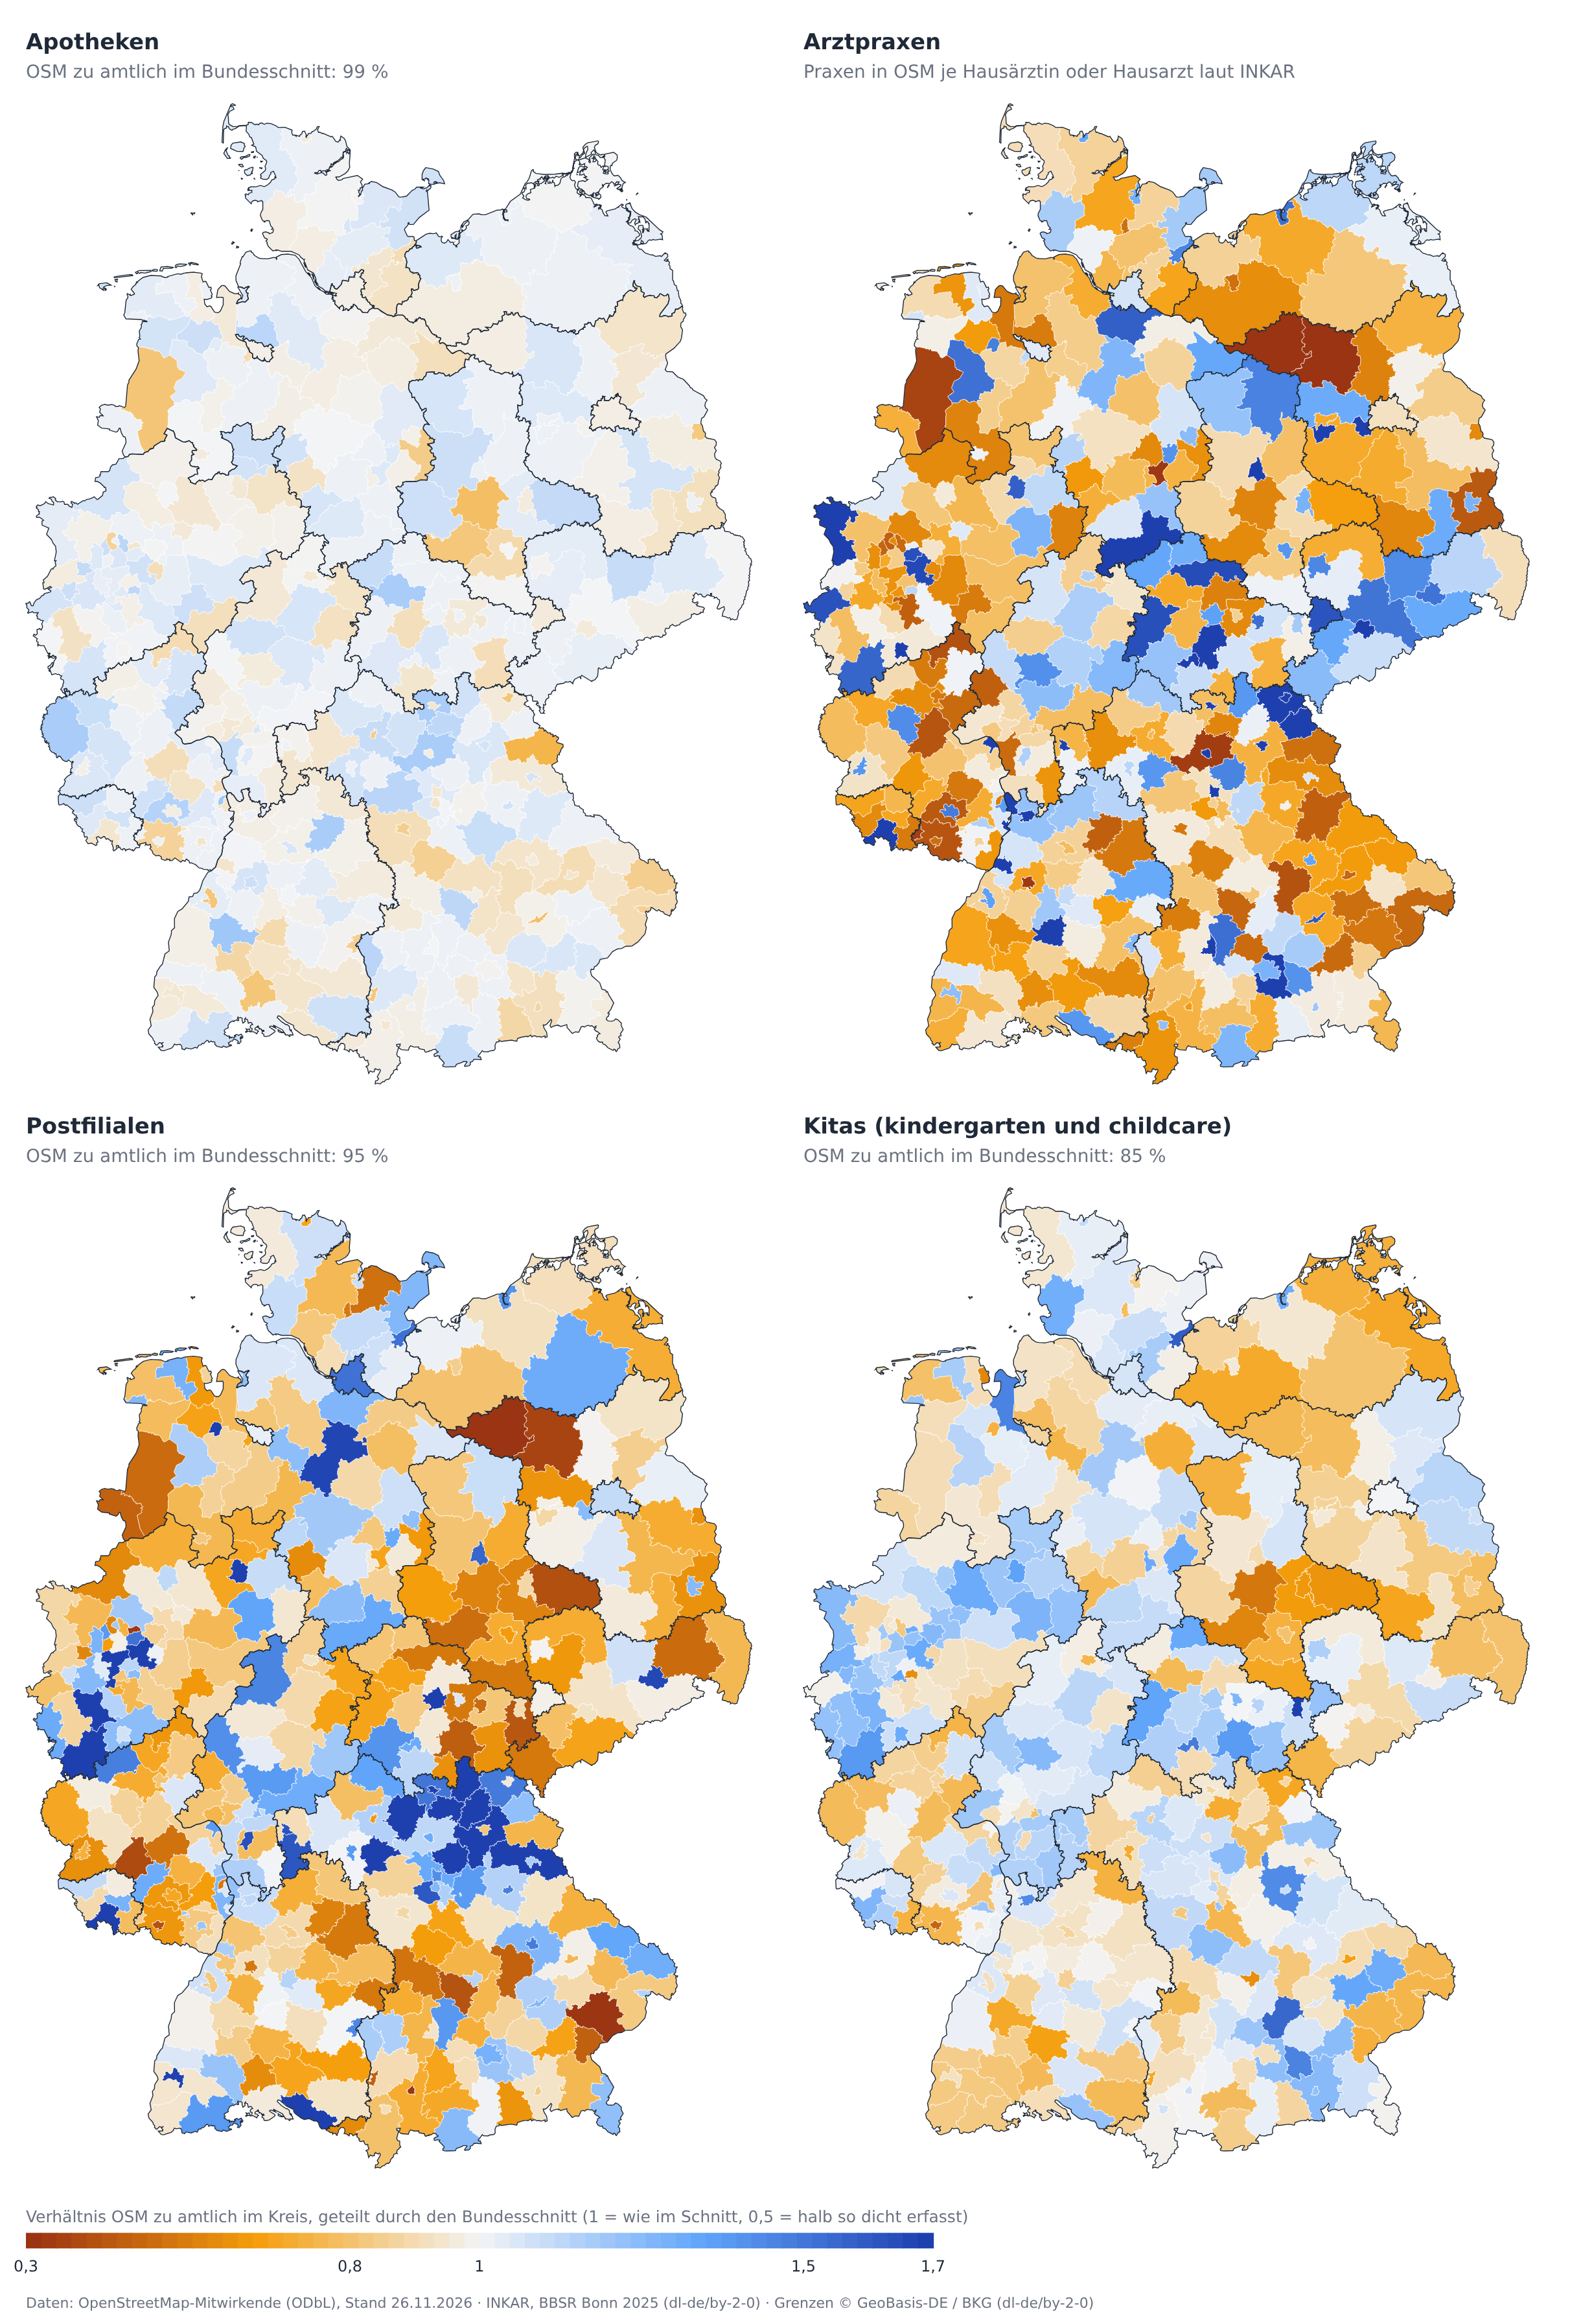 Apotheken
OSM zu amtlich im Bundesschnitt: 99 %
Arztpraxen
Praxen in OSM je Hausärztin oder Hausarzt laut INKAR
Postfilialen
OSM zu amtlich im Bundesschnitt: 95 %
Kitas (kindergarten und childcare)
OSM zu amtlich im Bundesschnitt: 85 %
Verhältnis OSM zu amtlich im Kreis, geteilt durch den Bundesschnitt (1 = wie im Schnitt, 0,5 = halb so dicht erfasst)
0,3 0,8 1 1,5 1,7
Daten: OpenStreetMap-Mitwirkende (ODbL), Stand 26.11.2026 · INKAR, BBSR Bonn 2025 (dl-de/by-2-0) · Grenzen © GeoBasis-DE / BKG (dl-de/by-2-0)